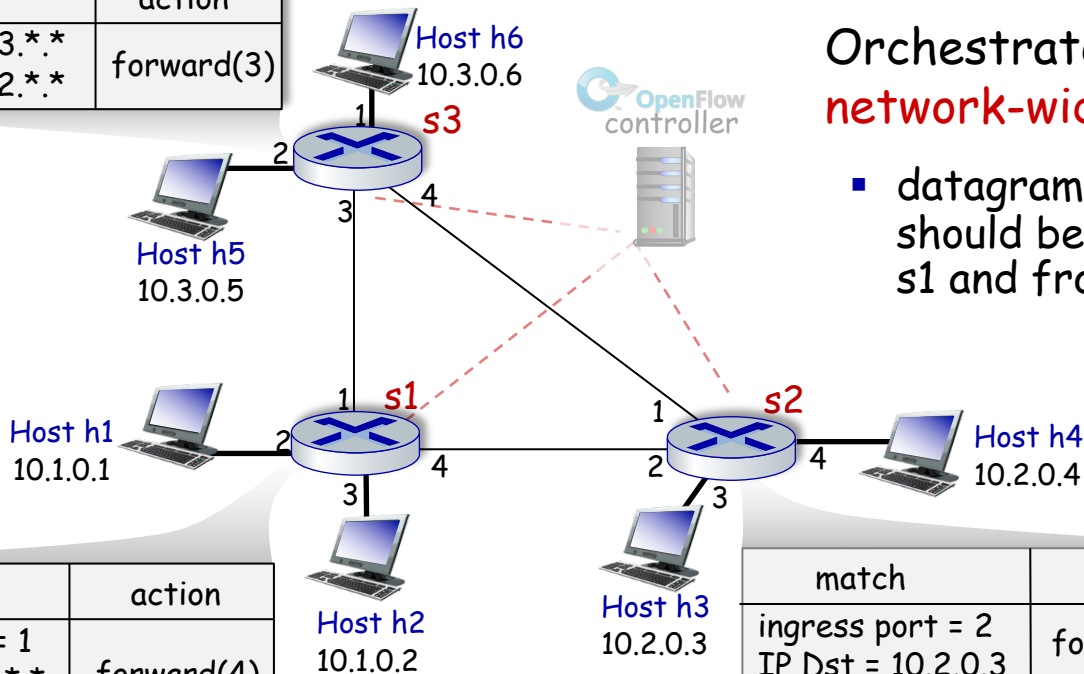 action
3.*.*
2.*.*
forward(3)
Host h6
10.3.0.6
OpenFlow
controller
Orchestrate
network-wid
datagram
should be
s1 and fro
1
s3
2
3
4
Host h5
10.3.0.5
1
s1
2
4
3
Host h1
10.1.0.1
Host h2
10.1.0.2
1
s2
2
4
3
Host h3
10.2.0.3
Host h4
10.2.0.4
action
= 1
forward(4)
match
ingress port = 2
IP Dst = 10.2.0.3
fo